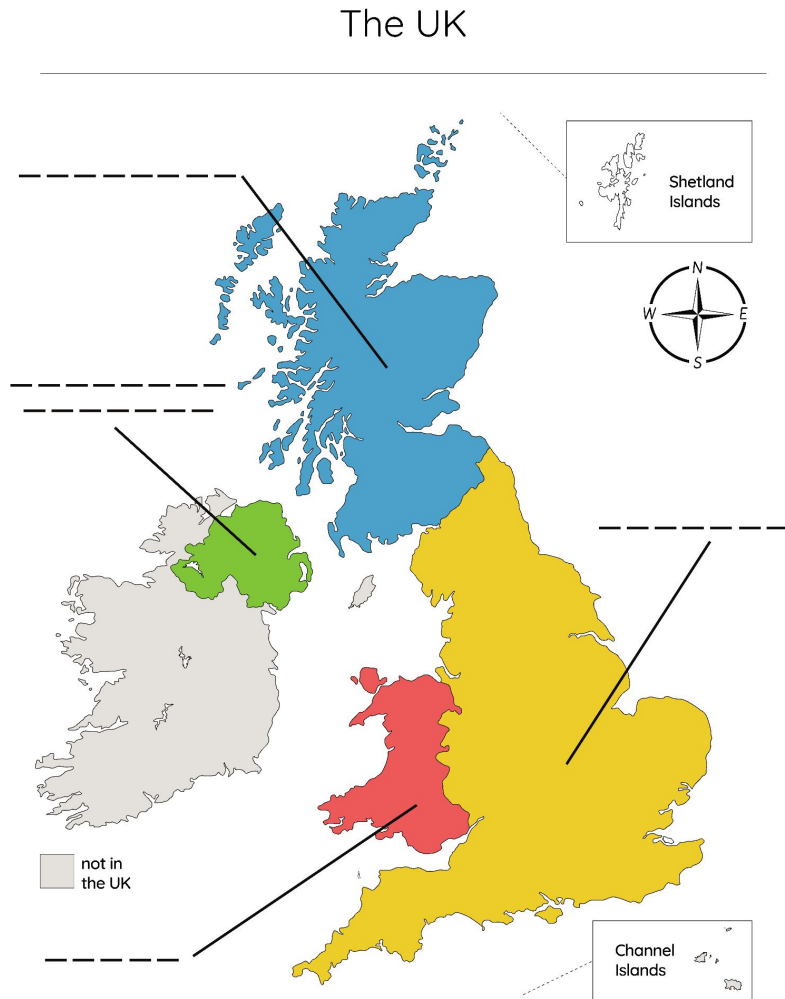 The UK
Shetland
Islands
N
W
E
S
not in
the UK
Channel
Islands